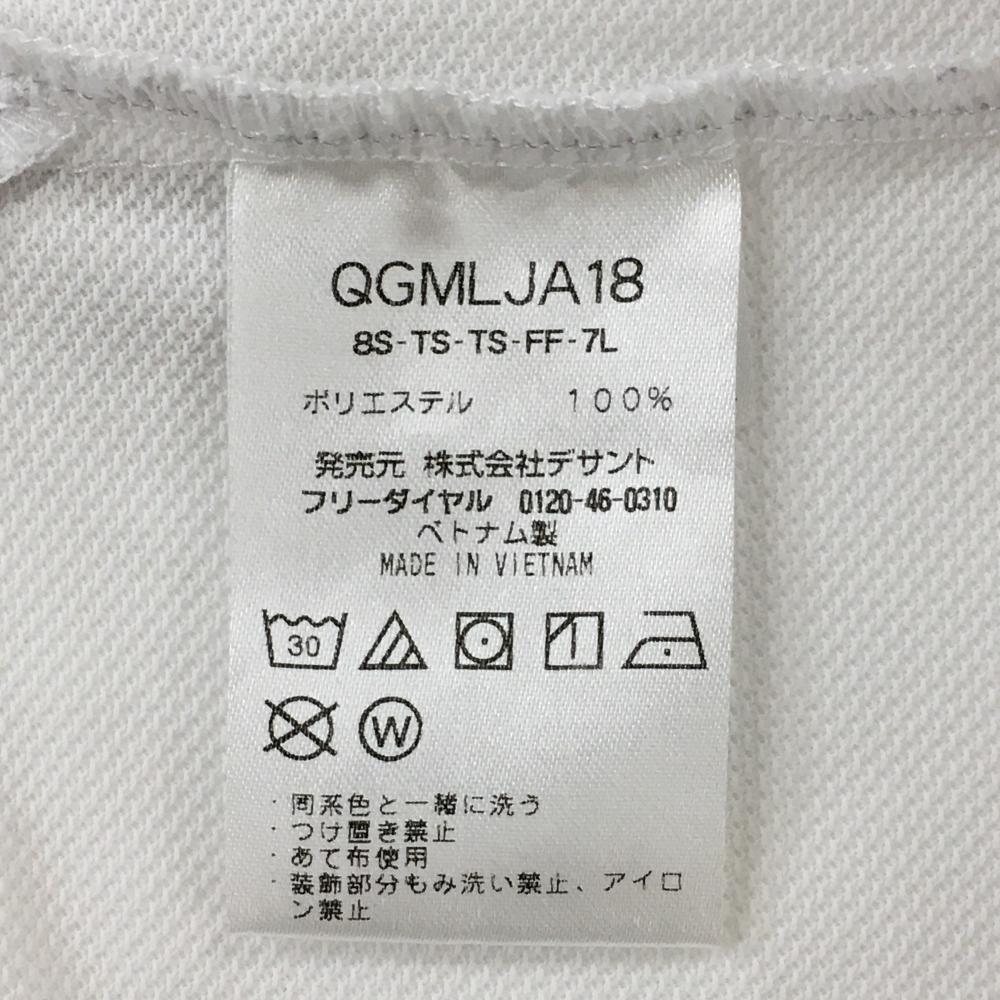 QGMLJA18
8S-TS-TS-FF-7L
ポリエステル 100%
発売元 株式会社デサント
フリーダイヤル 0120-46-0310
ベトナム製
MADE IN VIETNAM
30
W
・同系色と一緒に洗う
・つけ置き禁止
・あて布使用
・装飾部分もみ洗い禁止、アイロ
ン禁止